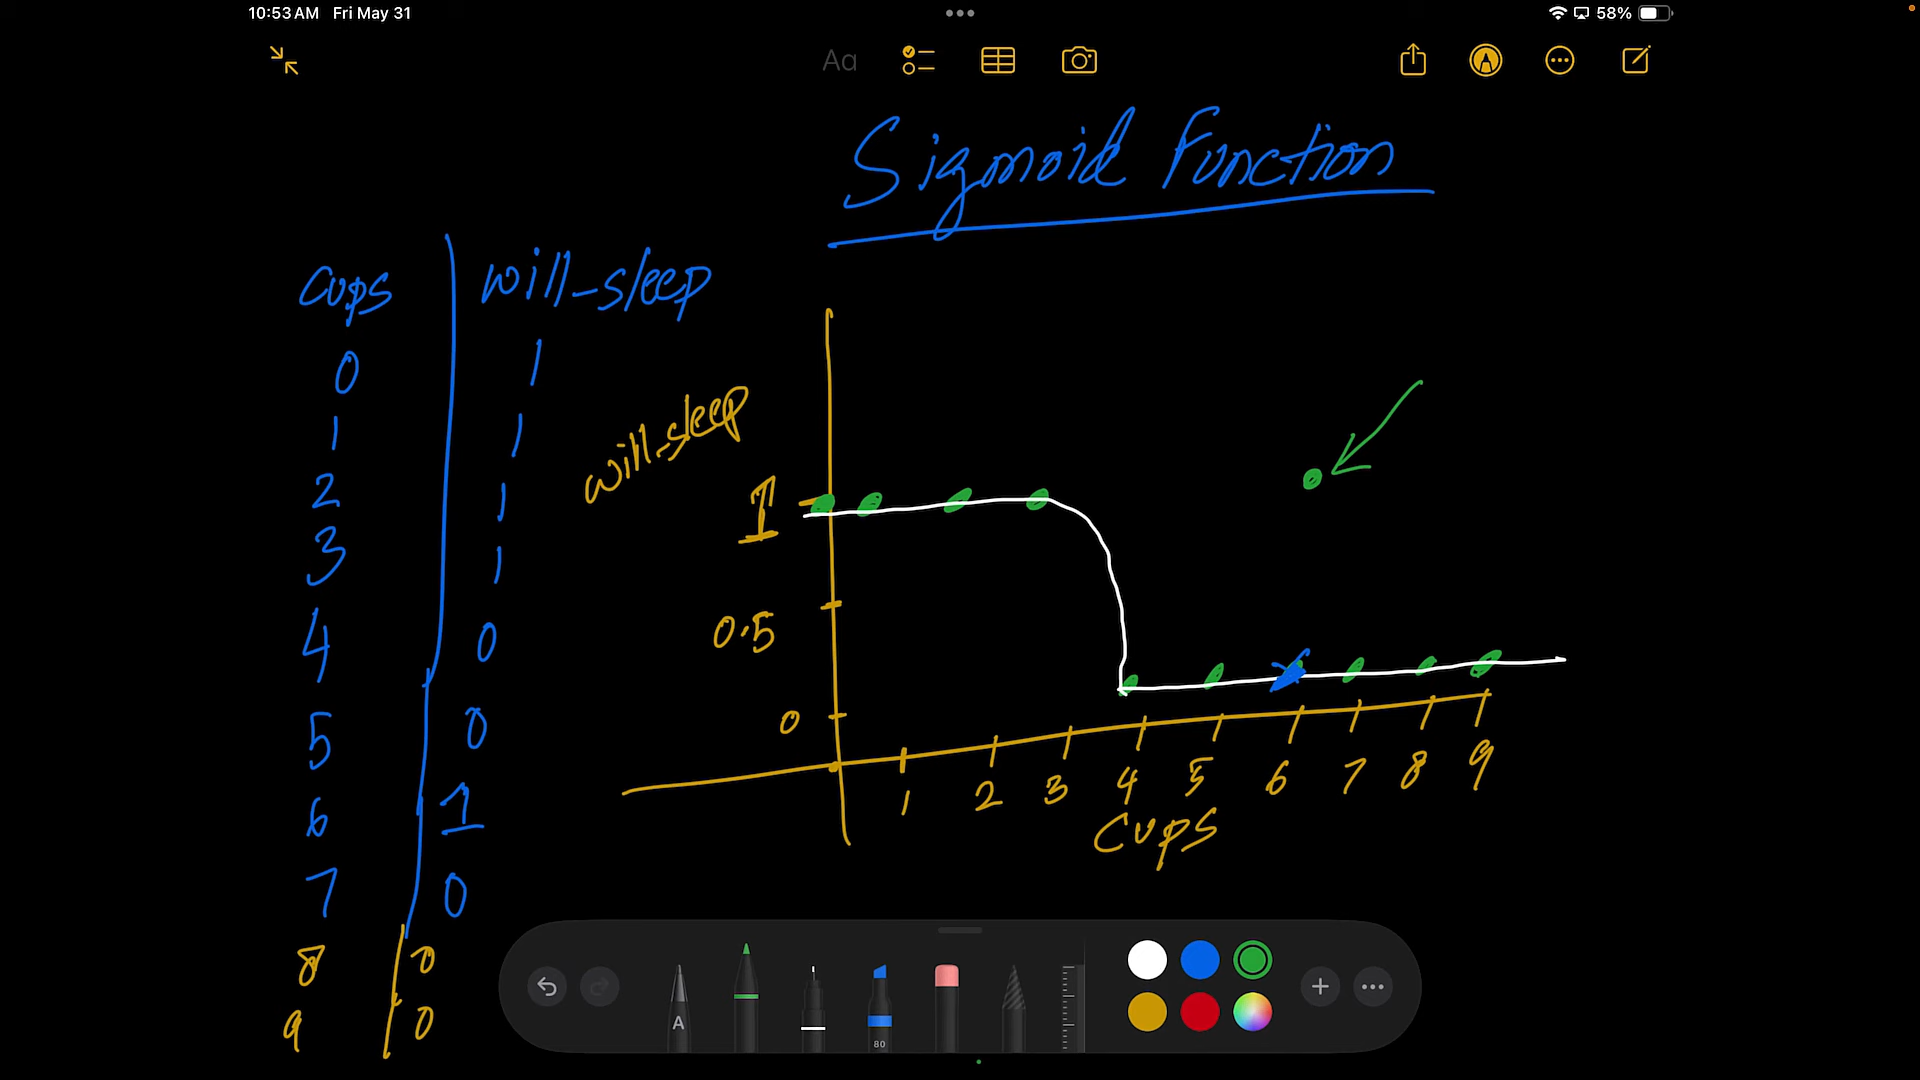 10:53 AM Fri May 31
58%
Aa
Sigmoid Function
cups will_sleep
0 1
1 1
2 1
3 1
4 0
5 0
6 1
7 0
8 0
9 0
will_sleep
1
0.5
0
1 2 3 4 5 6 7 8 9
Cups
A
80